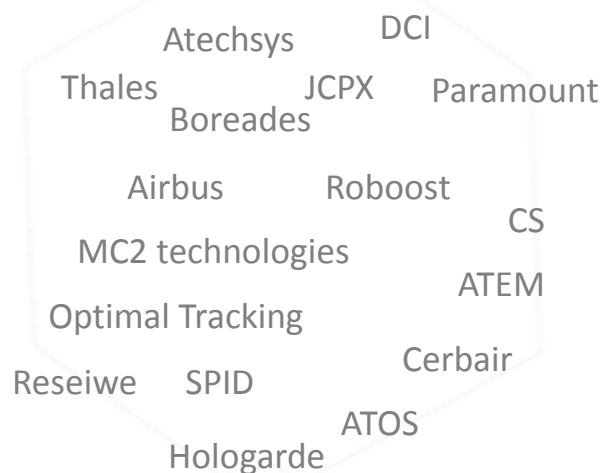 Atechsys
DCI
Thales
JCPX
Paramount
Boreades
Airbus
Roboost
CS
MC2 technologies
ATEM
Optimal Tracking
Cerbair
Reseiwe
SPID
ATOS
Hologarde